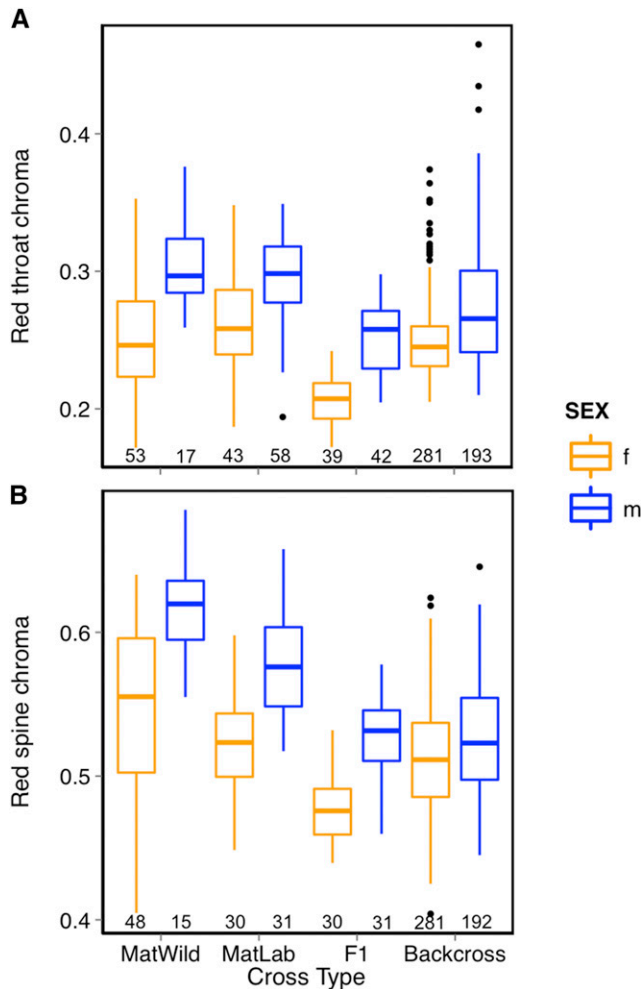 A
Red throat chroma
0.4
0.3
0.2
53 17 43 58 39 42 281 193
SEX
f
m
B
Red spine chroma
0.6
0.5
0.4
48 15 30 31 30 31 281 192
MatWild MatLab F1 Backcross
Cross Type